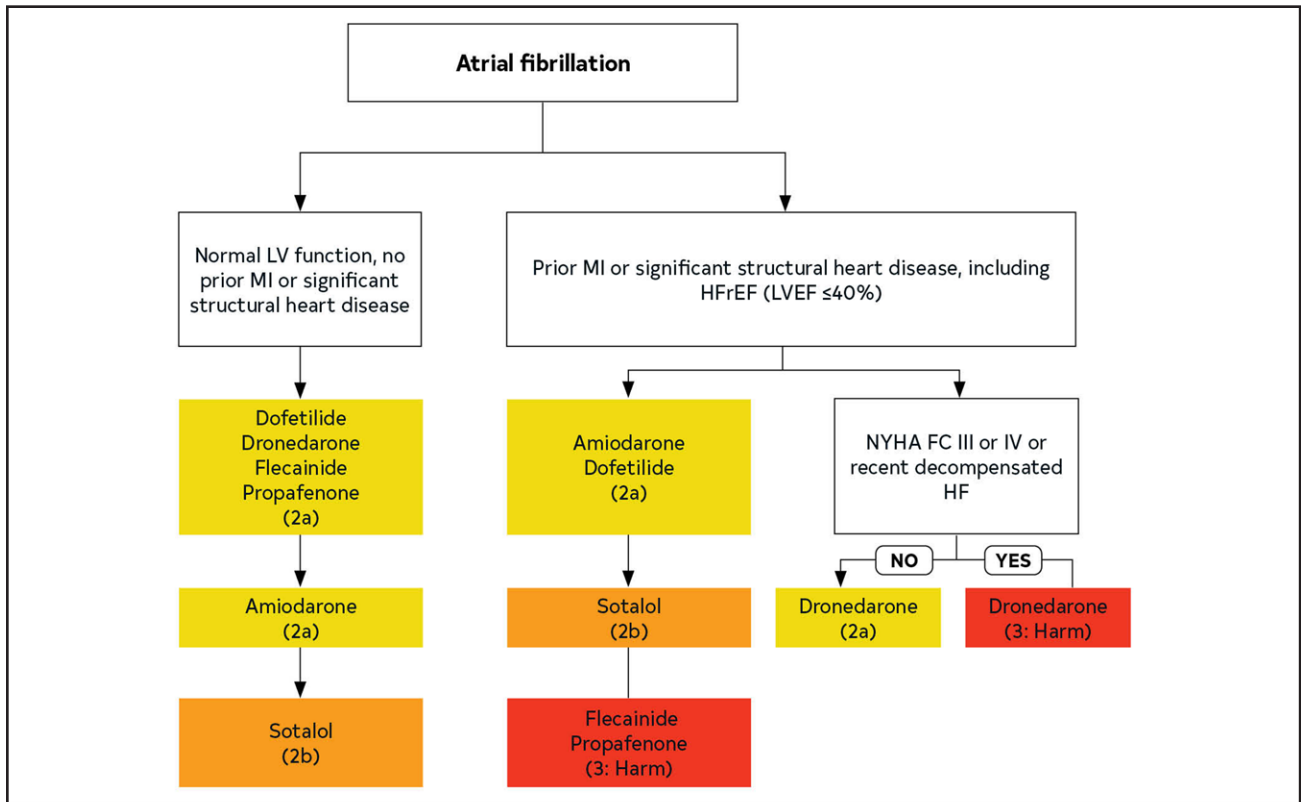 Atrial fibrillation
Normal LV function, no
prior MI or significant
structural heart disease
Prior MI or significant structural heart disease, including
HFrEF (LVEF ≤40%)
Dofetilide
Dronedarone
Flecainide
Propafenone
(2a)
Amiodarone
Dofetilide
(2a)
NYHA FC III or IV or
recent decompensated
HF
NO
YES
Amiodarone
(2a)
Sotalol
(2b)
Dronedarone
(2a)
Dronedarone
(3: Harm)
Sotalol
(2b)
Flecainide
Propafenone
(3: Harm)